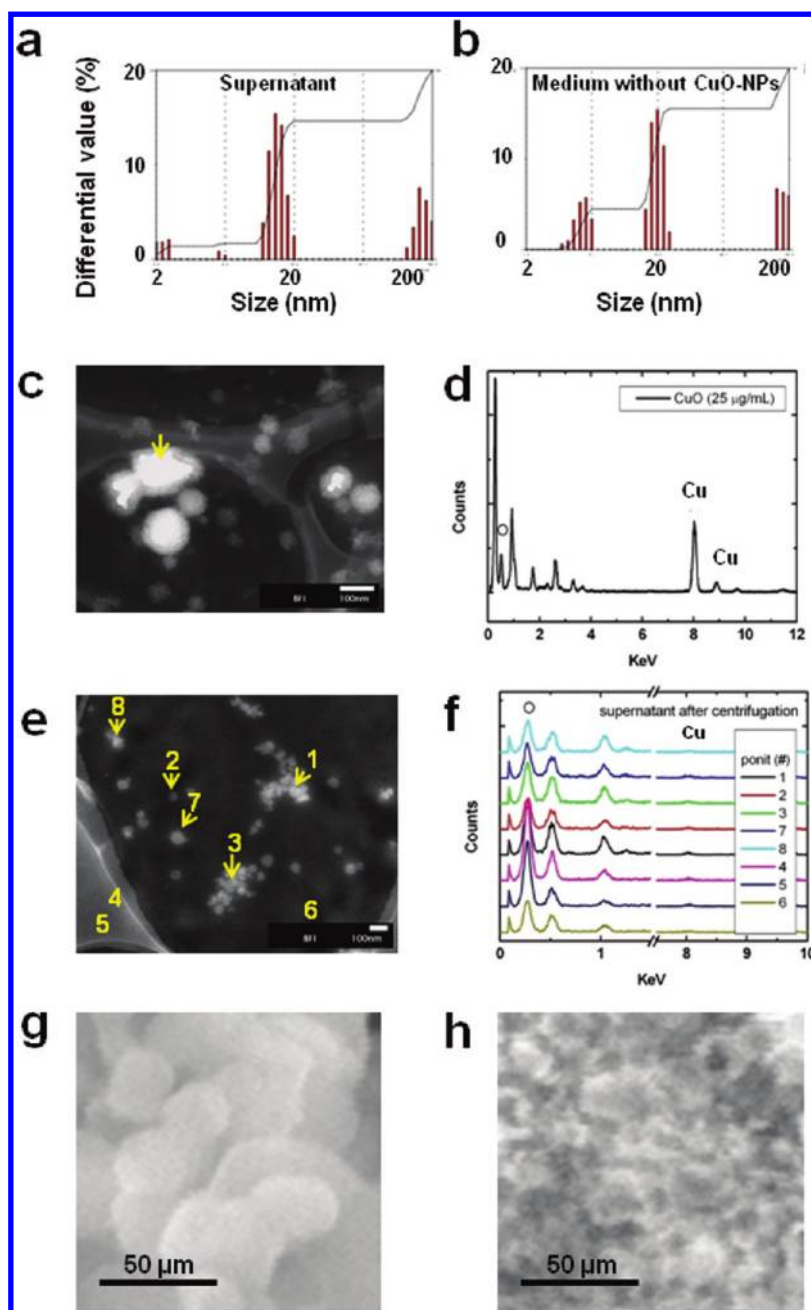 a
20
10
0
Differential value (%)
Supernatant
2
20
200
Size (nm)
b
20
10
0
Medium without CuO-NPs
2
20
200
Size (nm)
c
BFI
100nm
d
CuO (25 µg/mL)
Counts
O
Cu
Cu
0
2
4
6
8
10
12
KeV
e
8
2
1
7
3
4
5
6
BFI
100nm
f
O
supernatant after centrifugation
Cu
Counts
ponit (#)
1
2
3
7
8
4
5
6
0
1
8
9
10
KeV
g
50 µm
h
50 µm